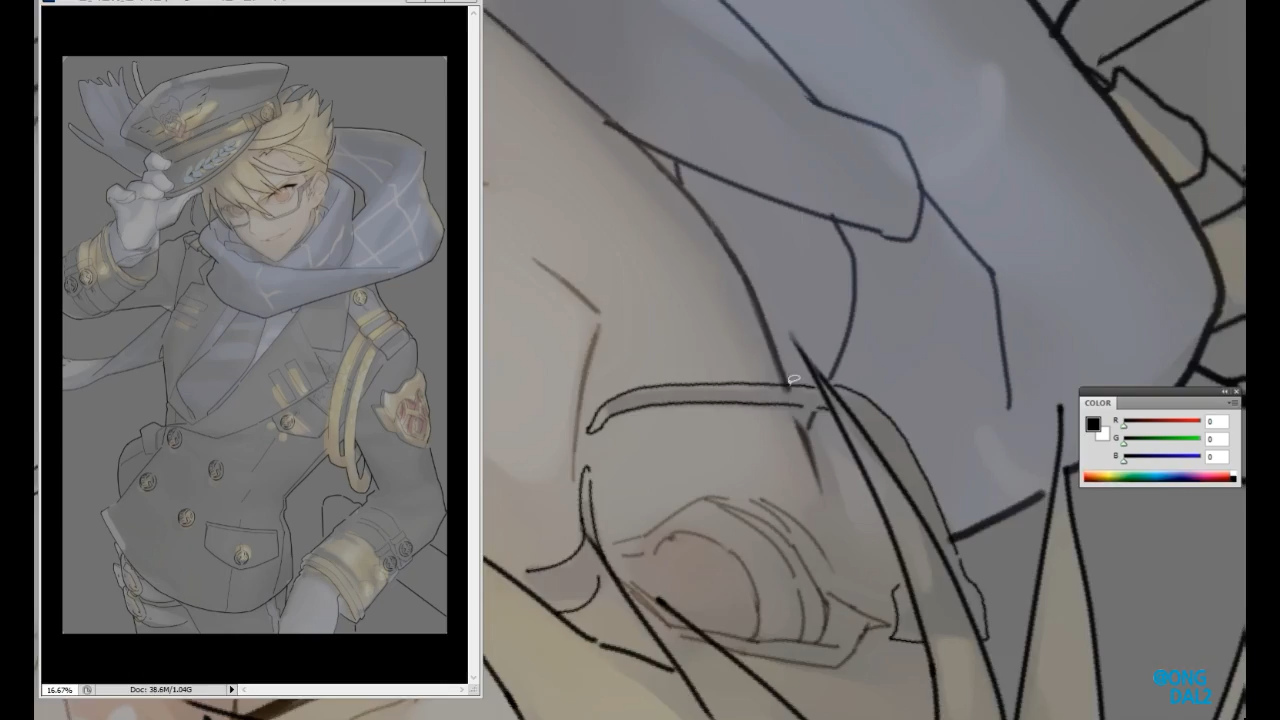 16.67%
Doc: 38.6M/1.04G
COLOR
R 0
G 0
B 0
@ONG
DAL2